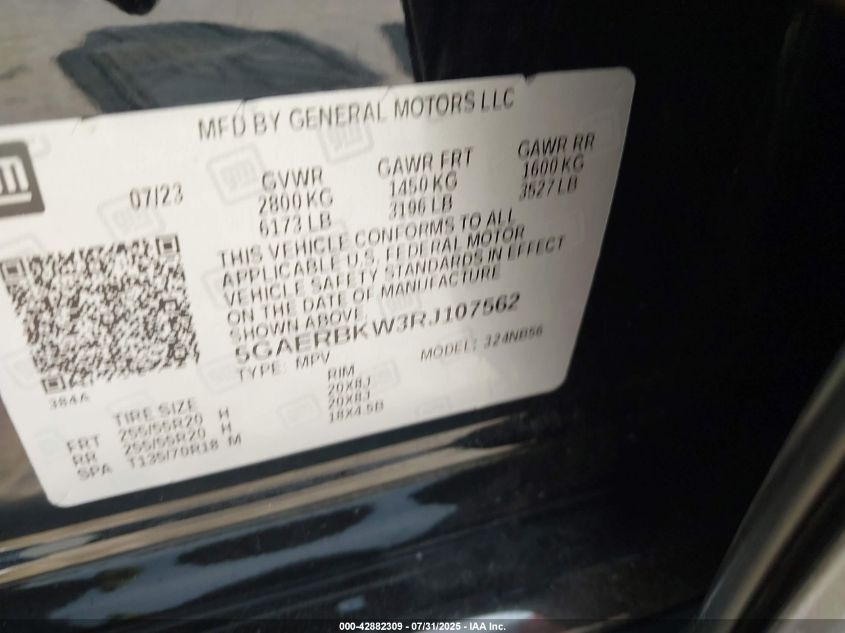 MFD BY GENERAL MOTORS LLC
gm
07/23 GVWR GAWR FRT GAWR RR
2800 KG 1450 KG 1600 KG
6173 LB 3196 LB 3527 LB
THIS VEHICLE CONFORMS TO ALL
APPLICABLE U.S. FEDERAL MOTOR
VEHICLE SAFETY STANDARDS IN EFFECT
ON THE DATE OF MANUFACTURE
SHOWN ABOVE.
5GAERBKW3RJ107562
TYPE: MPV MODEL: 324NB56
384A
TIRE SIZE RIM
FRT 255/55R20 H 20X8J
RR 255/55R20 H 20X8J
SPA T135/70R18 M 18X4.5B
000-42882309 - 07/31/2025 - IAA Inc.